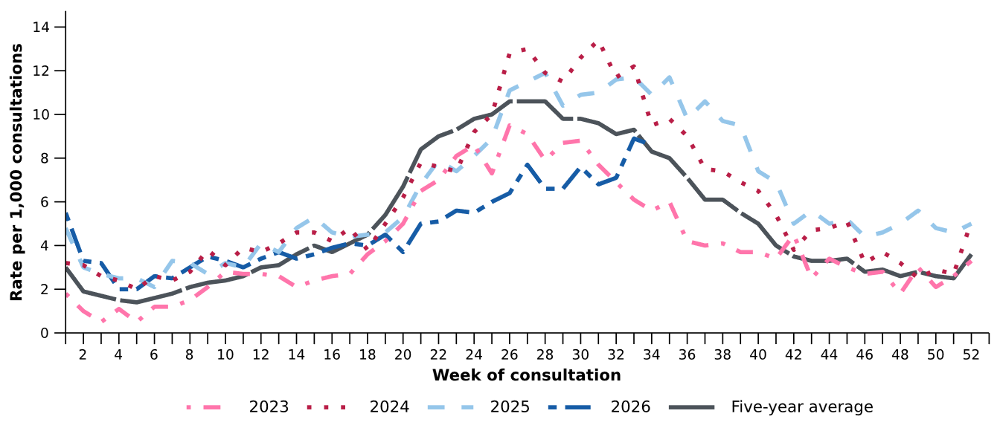 Rate per 1,000 consultations
14
12
10
8
6
4
2
0
2 4 6 8 10 12 14 16 18 20 22 24 26 28 30 32 34 36 38 40 42 44 46 48 50 52
Week of consultation
2023 2024 2025 2026 Five-year average